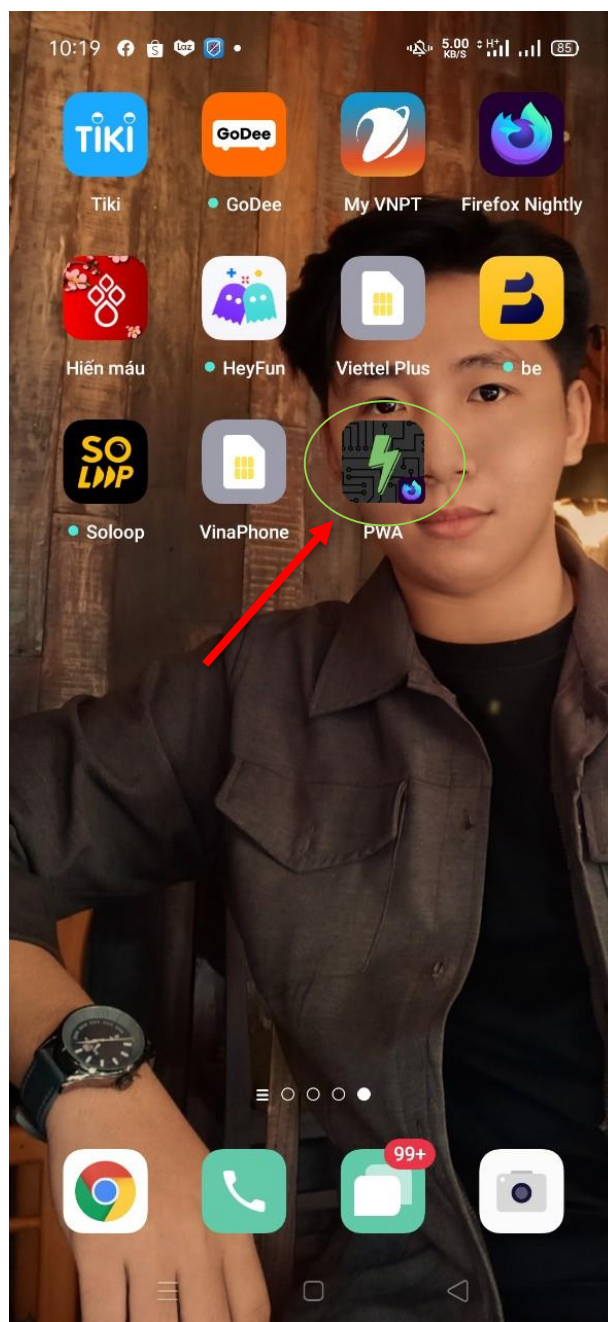 10:19 Laz 5.00 KB/S H+ 85
TIKI GoDee
Tiki GoDee My VNPT Firefox Nightly
Hiến máu HeyFun Viettel Plus be
SO LOOP
Soloop VinaPhone PWA
99+